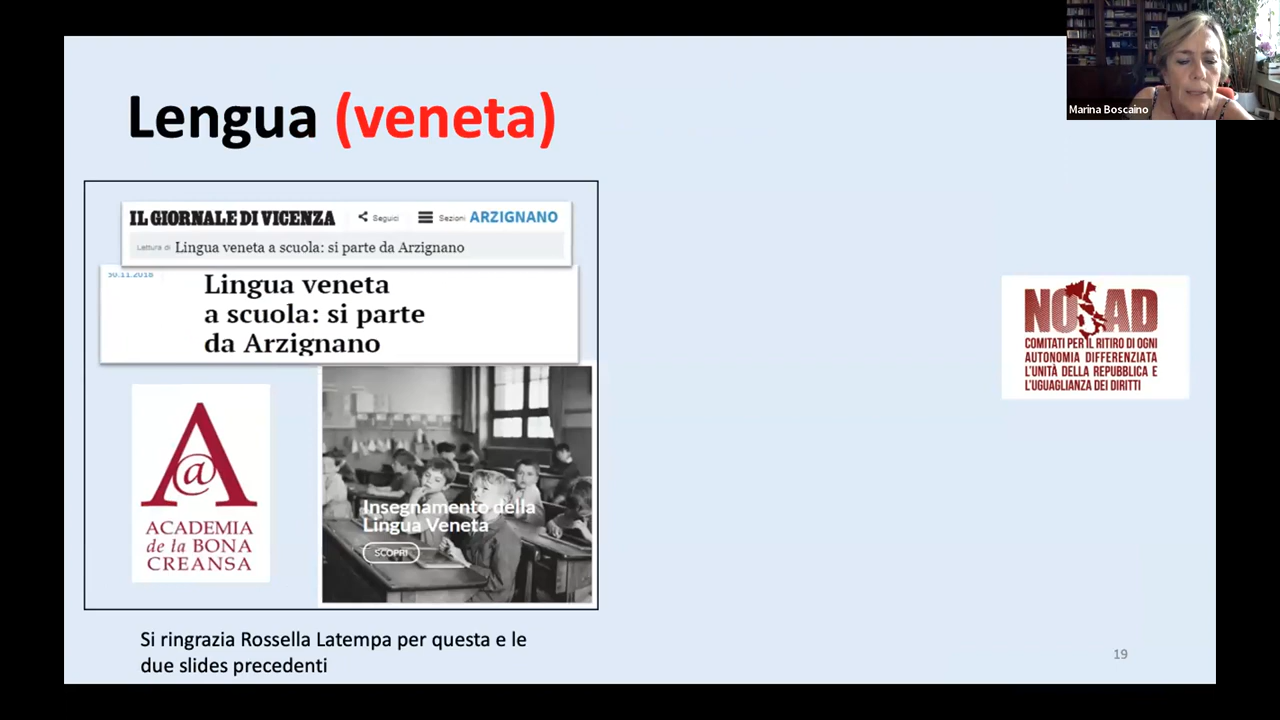 Marina Boscaino
Lengua (veneta)
IL GIORNALE DI VICENZA Seguici Sezioni ARZIGNANO
Lettura di Lingua veneta a scuola: si parte da Arzignano
30.11.2018
Lingua veneta
a scuola: si parte
da Arzignano
@
ACADEMIA
de la BONA
CREANSA
Insegnamento della
Lingua Veneta
SCOPRI
NO AD
COMITATI PER IL RITIRO DI OGNI
AUTONOMIA DIFFERENZIATA
L'UNITÀ DELLA REPUBBLICA E
L'UGUAGLIANZA DEI DIRITTI
Si ringrazia Rossella Latempa per questa e le
due slides precedenti
19